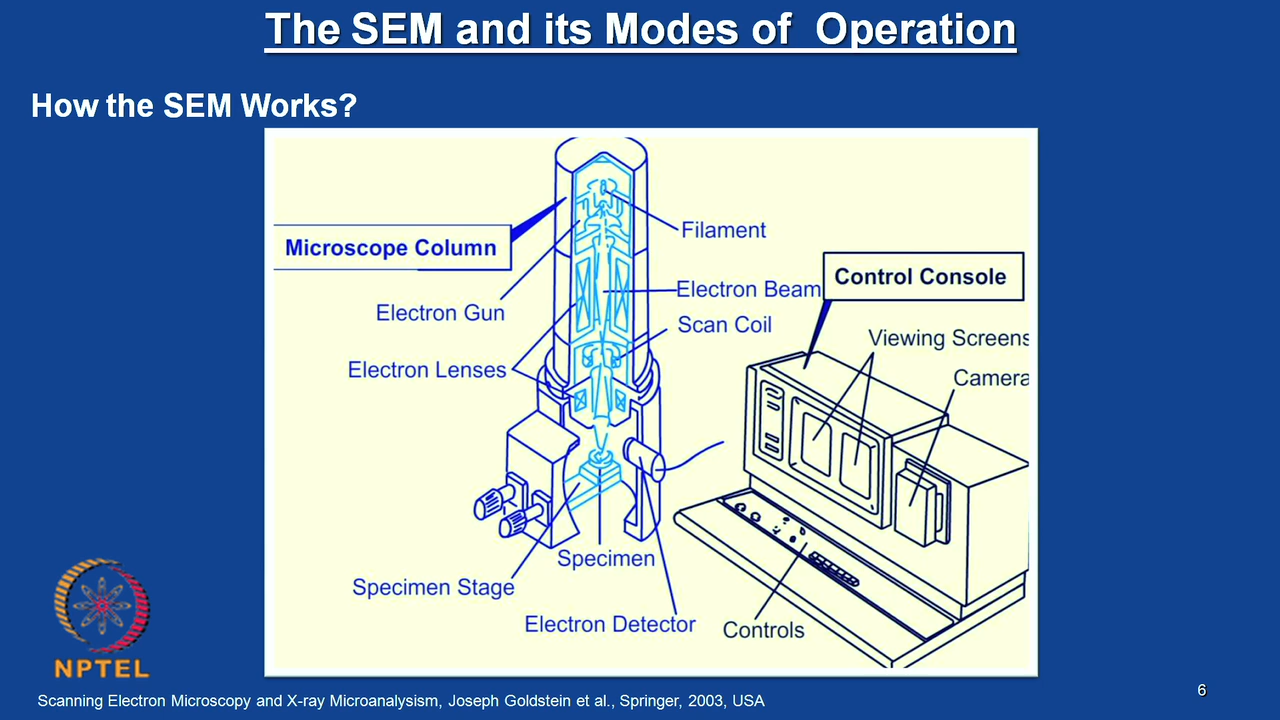 The SEM and its Modes of Operation
How the SEM Works?
Microscope Column
Filament
Electron Beam
Control Console
Electron Gun
Scan Coil
Viewing Screens
Electron Lenses
Camera
Specimen
Specimen Stage
Electron Detector
Controls
NPTEL
Scanning Electron Microscopy and X-ray Microanalysism, Joseph Goldstein et al., Springer, 2003, USA
6